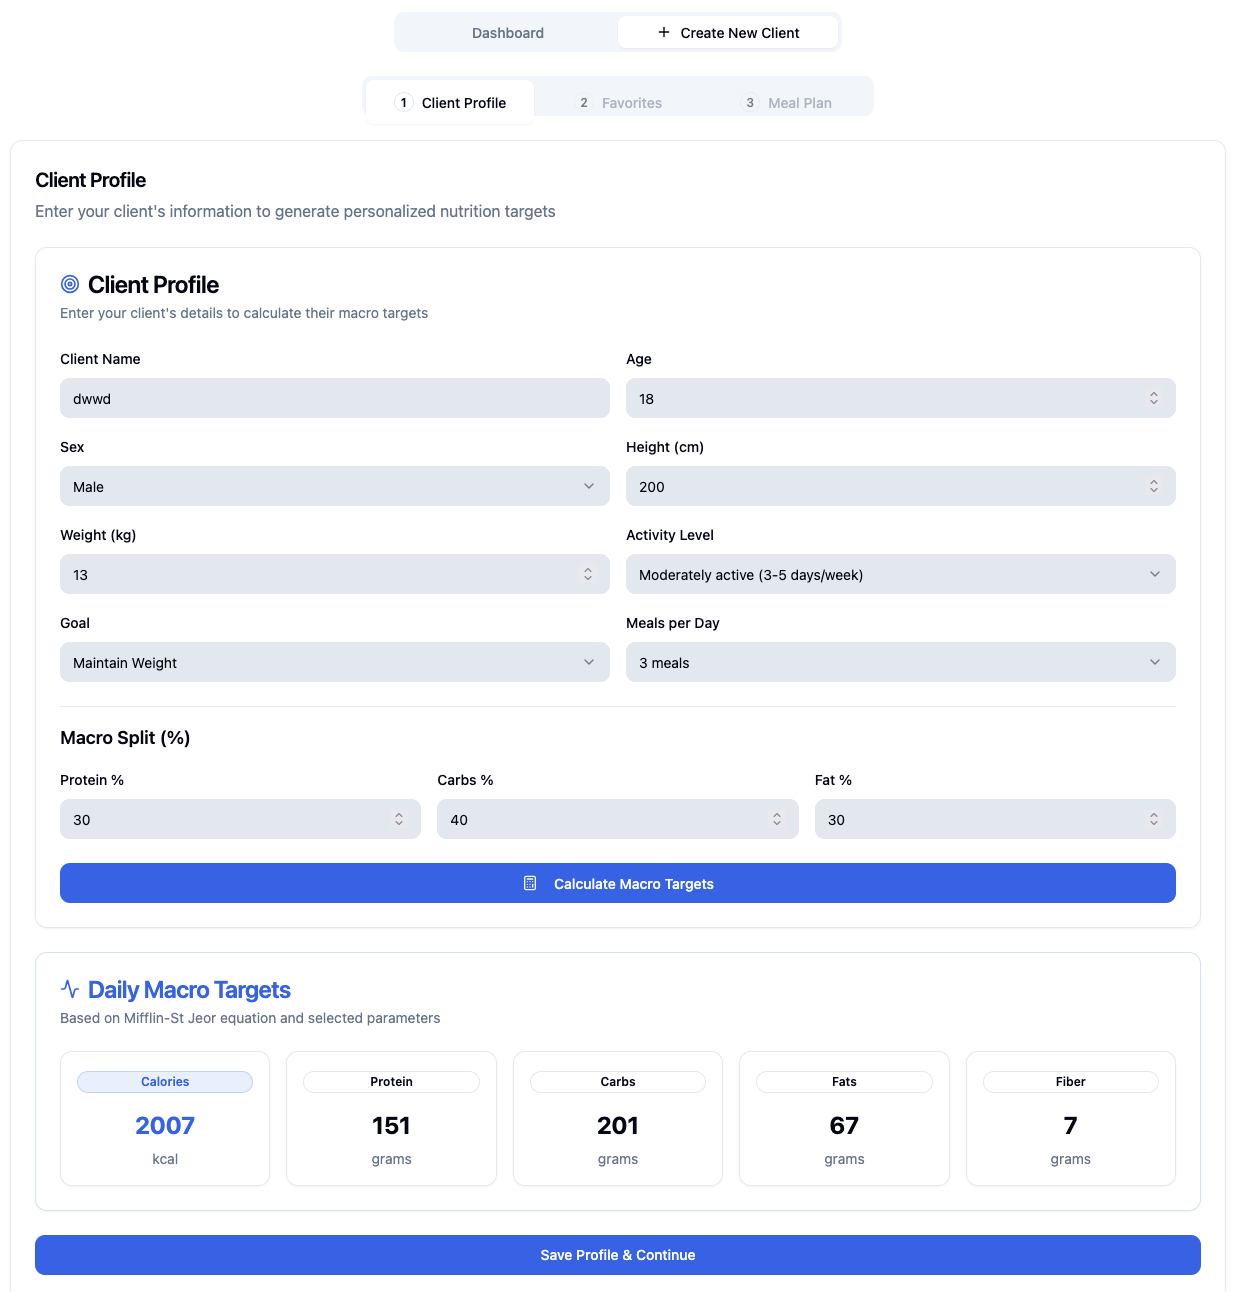 Dashboard
Create New Client
1 Client Profile
2 Favorites
3 Meal Plan
Client Profile
Enter your client's information to generate personalized nutrition targets
Client Profile
Enter your client's details to calculate their macro targets
Client Name
Age
dwwd
18
Sex
Height (cm)
Male
200
Weight (kg)
Activity Level
13
Moderately active (3-5 days/week)
Goal
Meals per Day
Maintain Weight
3 meals
Macro Split (%)
Protein %
Carbs %
Fat %
30
40
30
Calculate Macro Targets
Daily Macro Targets
Based on Mifflin-St Jeor equation and selected parameters
Calories
Protein
Carbs
Fats
Fiber
2007
151
201
67
7
kcal
grams
grams
grams
grams
Save Profile & Continue